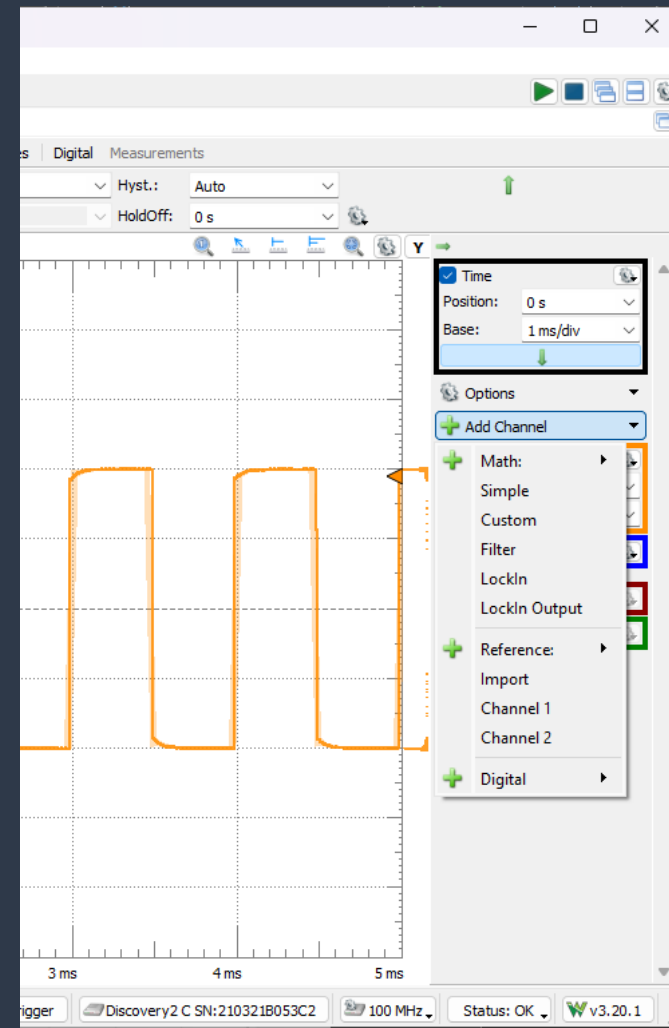 Digital Measurements
Hyst.: Auto
HoldOff: 0 s
Y
Time
Position: 0 s
Base: 1 ms/div
Options
Add Channel
Math:
Simple
Custom
Filter
LockIn
LockIn Output
Reference:
Import
Channel 1
Channel 2
Digital
3 ms 4 ms 5 ms
Discovery2 C SN:210321B053C2 100 MHz Status: OK v3.20.1